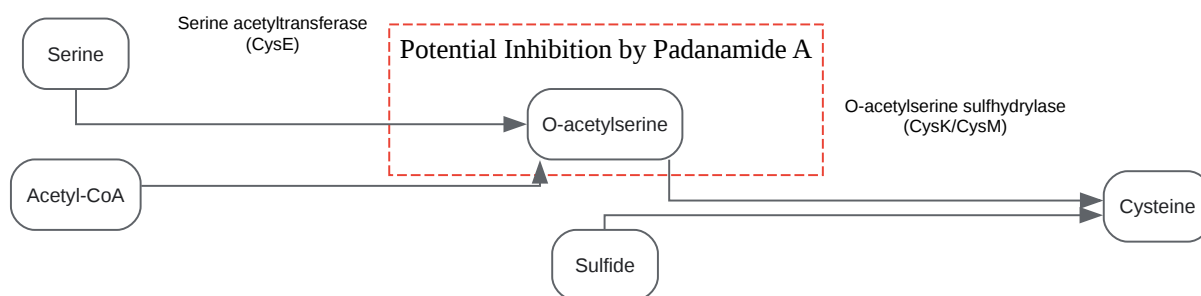 Serine acetyltransferase
(CysE)
Serine
Potential Inhibition by Padanamide A
O-acetylserine
O-acetylserine sulfhydrylase
(CysK/CysM)
Acetyl-CoA
Cysteine
Sulfide